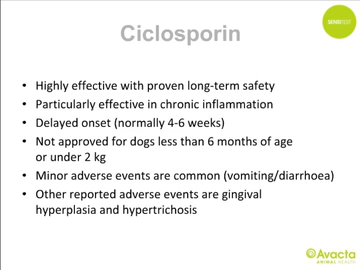 Ciclosporin
• Highly effective with proven long-term safety
• Particularly effective in chronic inflammation
• Delayed onset (normally 4-6 weeks)
• Not approved for dogs less than 6 months of age
or under 2 kg
• Minor adverse events are common (vomiting/diarrhoea)
• Other reported adverse events are gingival
hyperplasia and hypertrichosis
Avacta
ANIMAL HEALTH